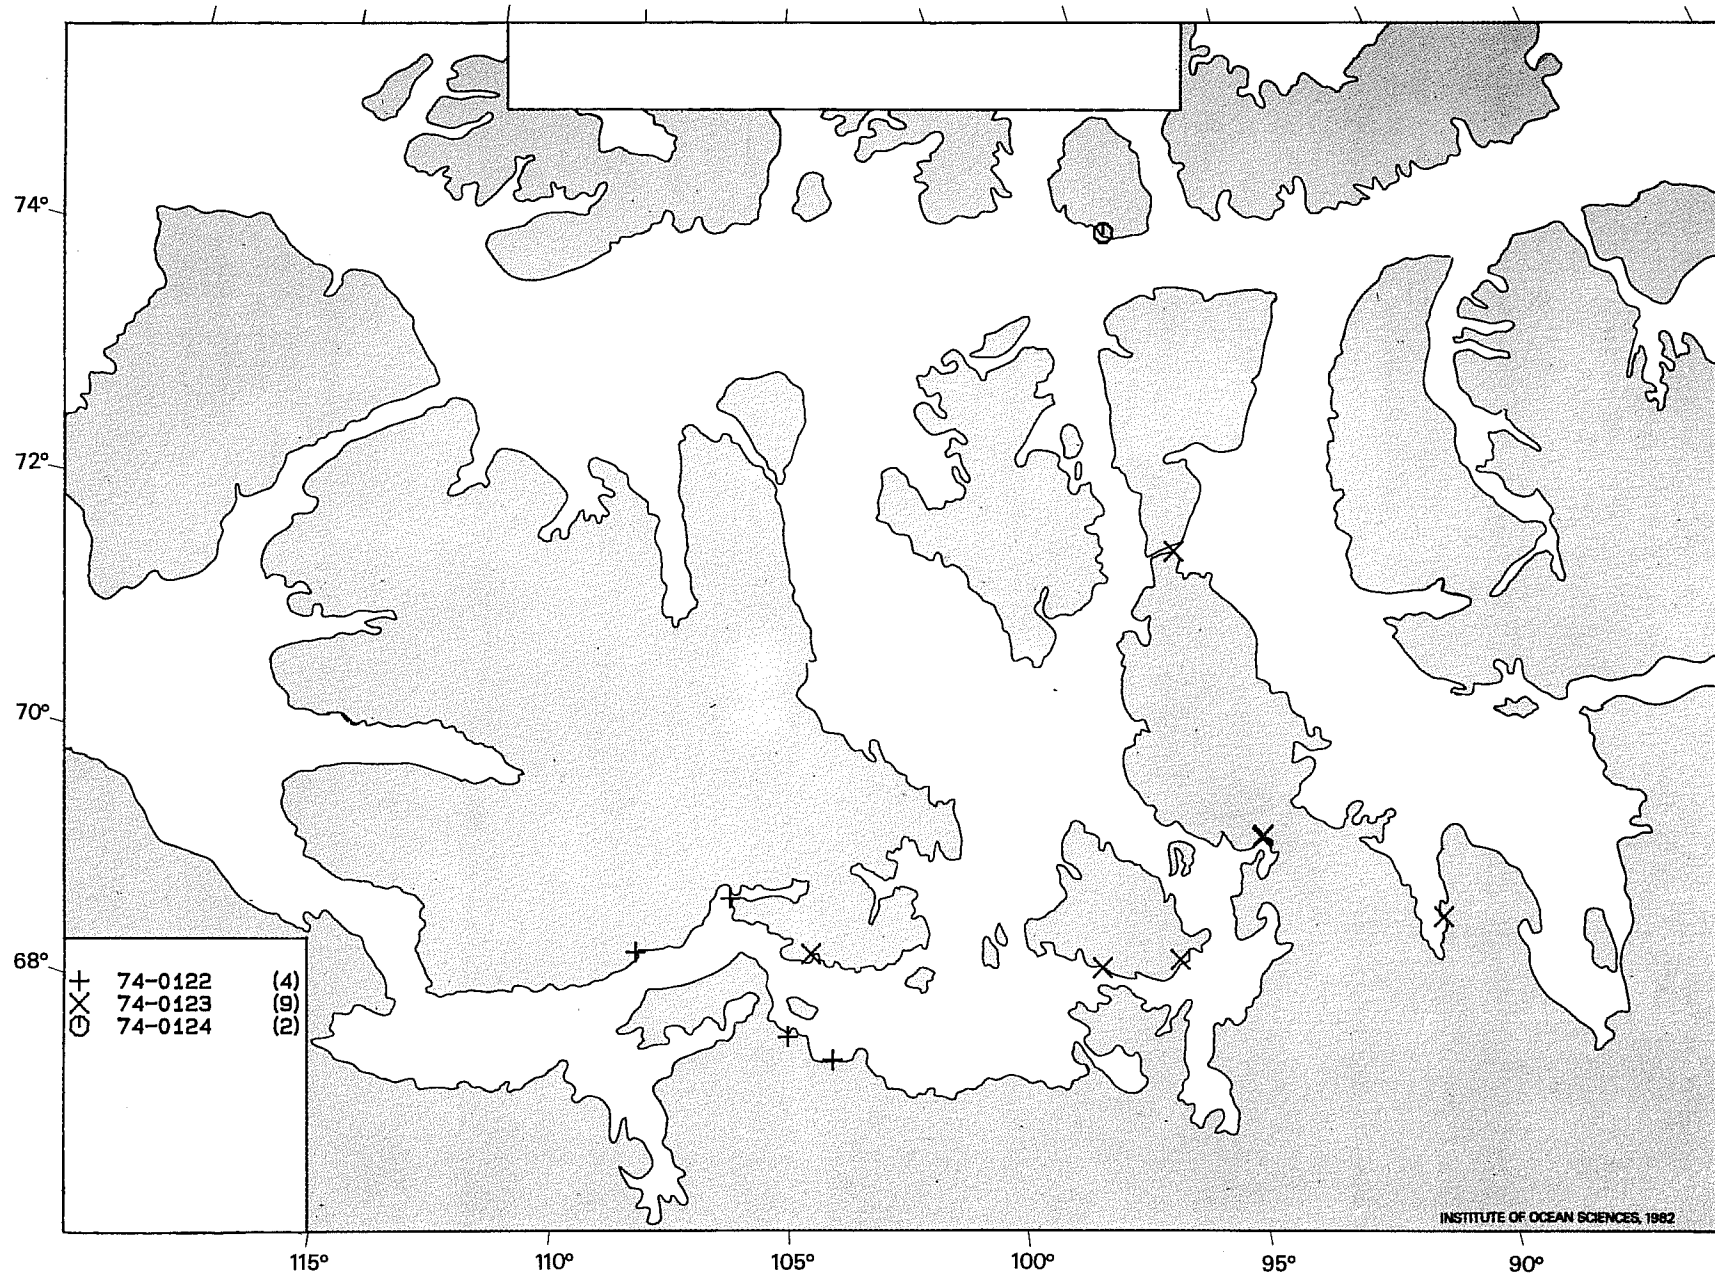 74°
72°
70°
68°
+ 74-0122 (4)
× 74-0123 (9)
74-0124 (2)
INSTITUTE OF OCEAN SCIENCES, 1982
115° 110° 105° 100° 95° 90°